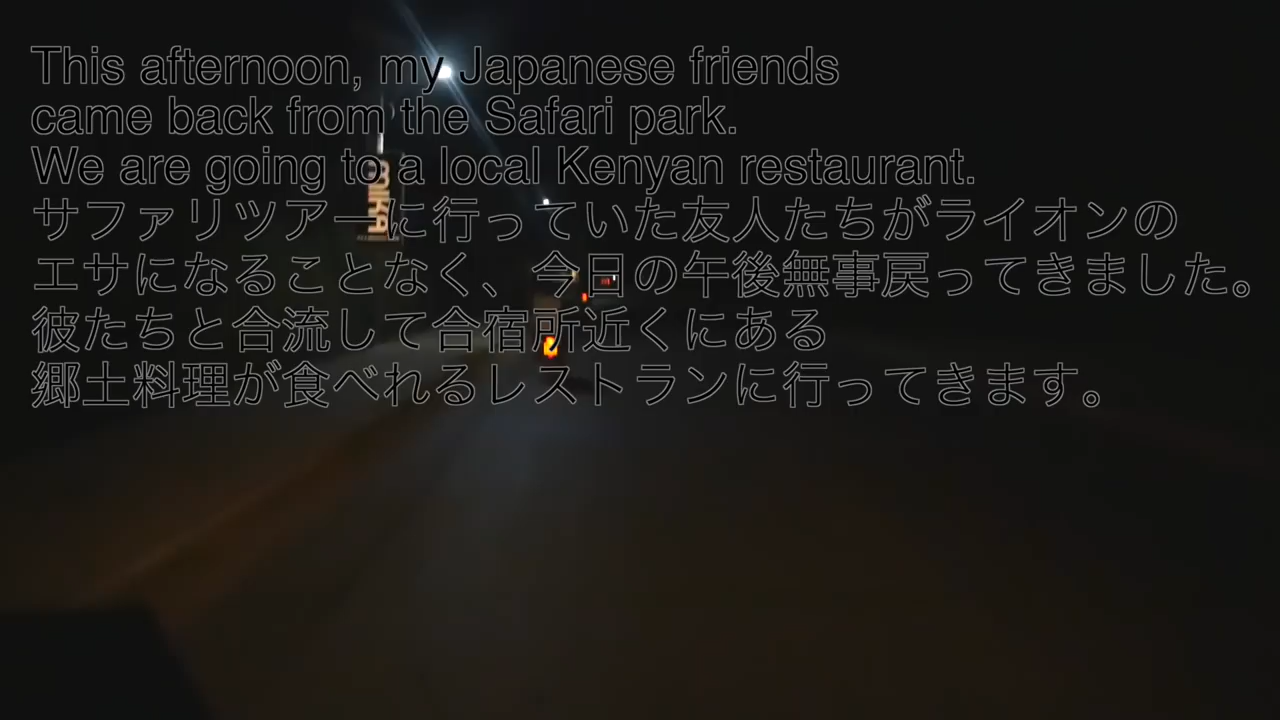 This afternoon, my Japanese friends
came back from the Safari park.
We are going to a local Kenyan restaurant.
サファリツアーに行っていた友人たちがライオンの
エサになることなく、今日の午後無事戻ってきました。
彼たちと合流して合宿所近くにある
郷土料理が食べれるレストランに行ってきます。